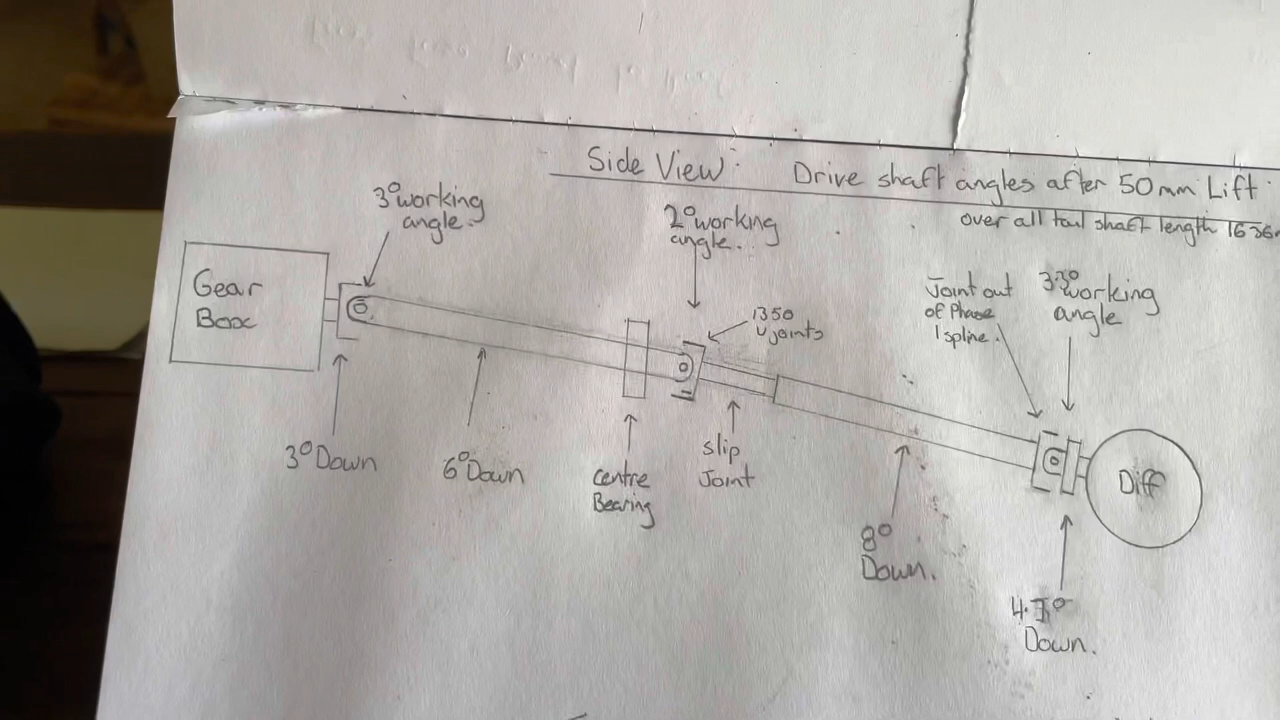 Side View:
Drive shaft angles after 50mm Lift
over all tail shaft length
3° working
angle.
2° working
angle.
Joint out
of Phase
1 spline.
working
angle
Gear
Box
1350
U joints
3° Down
6° Down
centre
Bearing
slip
Joint
8°
Down.
Diff
Down.